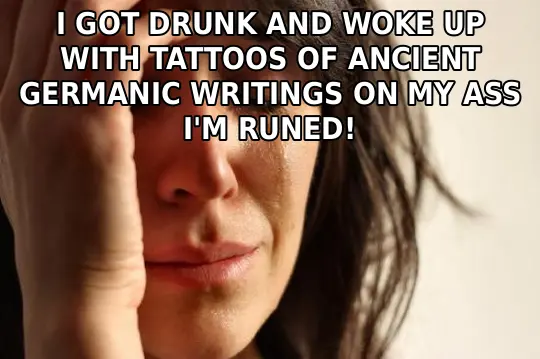 I GOT DRUNK AND WOKE UP
WITH TATTOOS OF ANCIENT
GERMANIC WRITINGS ON MY ASS
I'M RUNED!